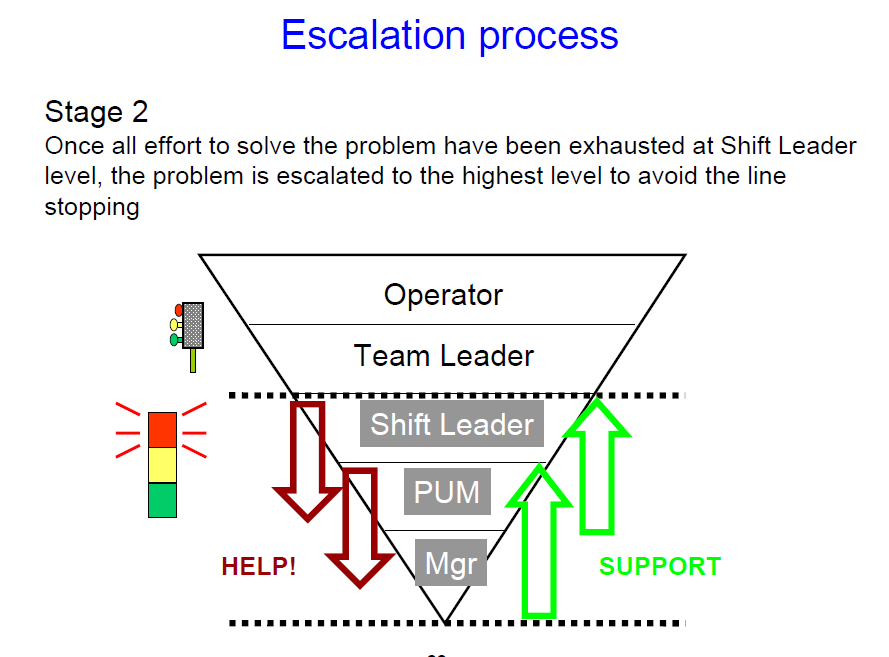 Escalation process
Stage 2
Once all effort to solve the problem have been exhausted at Shift Leader
level, the problem is escalated to the highest level to avoid the line
stopping
Operator
Team Leader
Shift Leader
PUM
Mgr
HELP!
SUPPORT